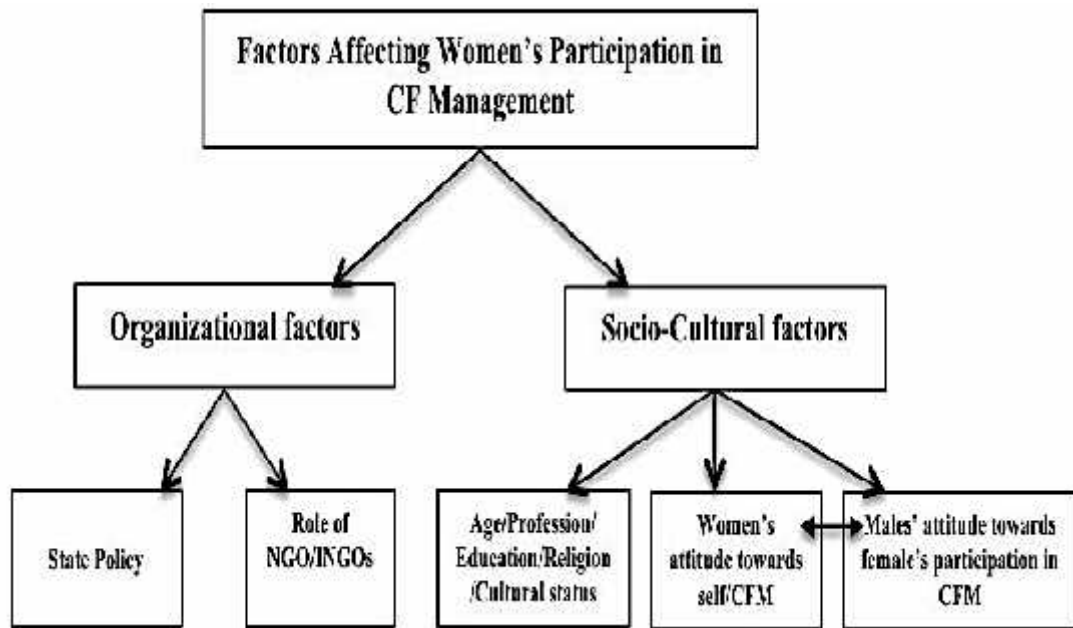 Factors Affecting Women's Participation in
CF Management
Organizational factors
Socio-Cultural factors
State Policy
Role of
NGO/INGOs
Age/Profession/
Education/Religion
/Cultural status
Women's
attitude towards
self/CFM
Males' attitude towards
female's participation in
CFM